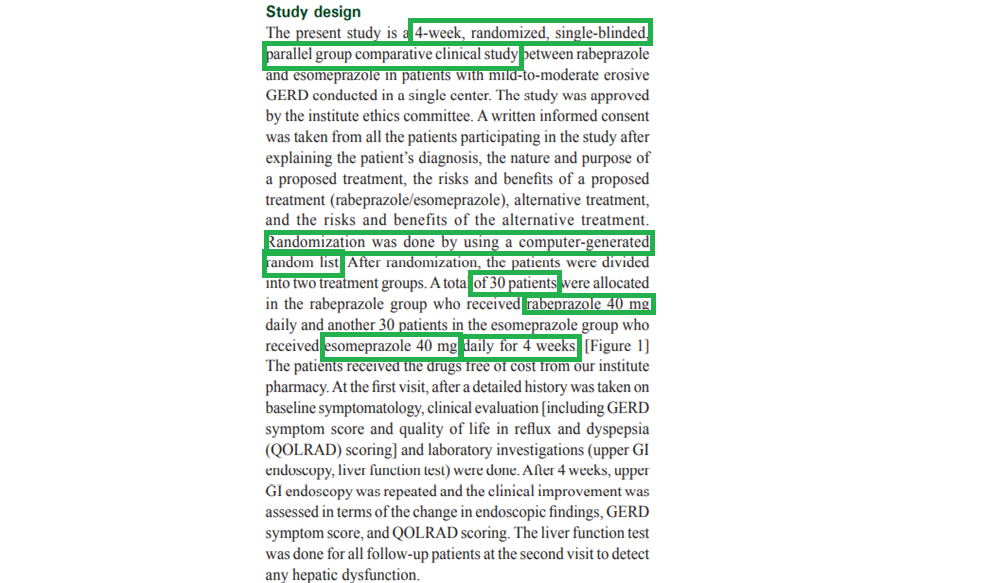 Study design
The present study is a 4-week, randomized, single-blinded,
parallel group comparative clinical study between rabeprazole
and esomeprazole in patients with mild-to-moderate erosive
GERD conducted in a single center. The study was approved
by the institute ethics committee. A written informed consent
was taken from all the patients participating in the study after
explaining the patient's diagnosis, the nature and purpose of
a proposed treatment, the risks and benefits of a proposed
treatment (rabeprazole/esomeprazole), alternative treatment,
and the risks and benefits of the alternative treatment.
Randomization was done by using a computer-generated
random list. After randomization, the patients were divided
into two treatment groups. A total of 30 patients were allocated
in the rabeprazole group who received rabeprazole 40 mg
daily and another 30 patients in the esomeprazole group who
received esomeprazole 40 mg daily for 4 weeks. [Figure 1]
The patients received the drugs free of cost from our institute
pharmacy. At the first visit, after a detailed history was taken on
baseline symptomatology, clinical evaluation [including GERD
symptom score and quality of life in reflux and dyspepsia
(QOLRAD) scoring] and laboratory investigations (upper GI
endoscopy, liver function test) were done. After 4 weeks, upper
GI endoscopy was repeated and the clinical improvement was
assessed in terms of the change in endoscopic findings, GERD
symptom score, and QOLRAD scoring. The liver function test
was done for all follow-up patients at the second visit to detect
any hepatic dysfunction.